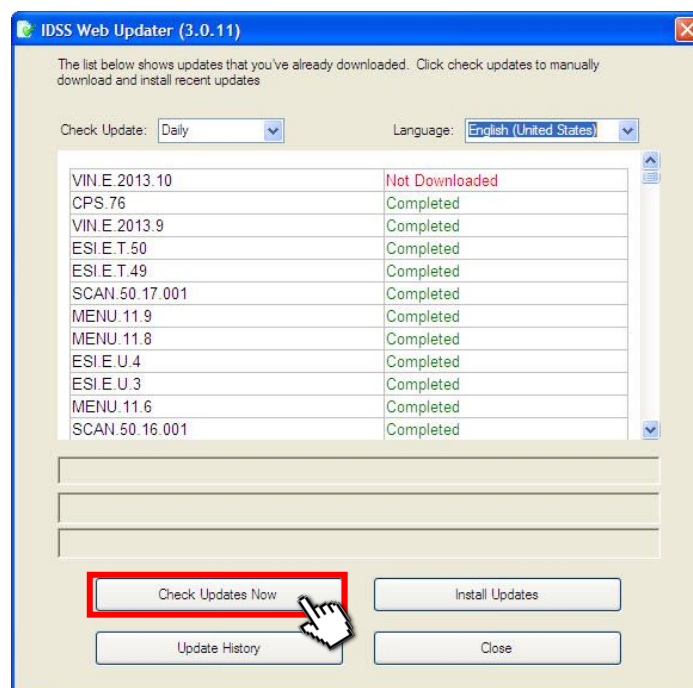 IDSS Web Updater (3.0.11)
The list below shows updates that you've already downloaded. Click check updates to manually
download and install recent updates
Check Update: Daily Language: English (United States)
VIN.E.2013.10 Not Downloaded
CPS.76 Completed
VIN.E.2013.9 Completed
ESI.E.T.50 Completed
ESI.E.T.49 Completed
SCAN.50.17.001 Completed
MENU.11.9 Completed
MENU.11.8 Completed
ESI.E.U.4 Completed
ESI.E.U.3 Completed
MENU.11.6 Completed
SCAN.50.16.001 Completed
Check Updates Now Install Updates
Update History Close